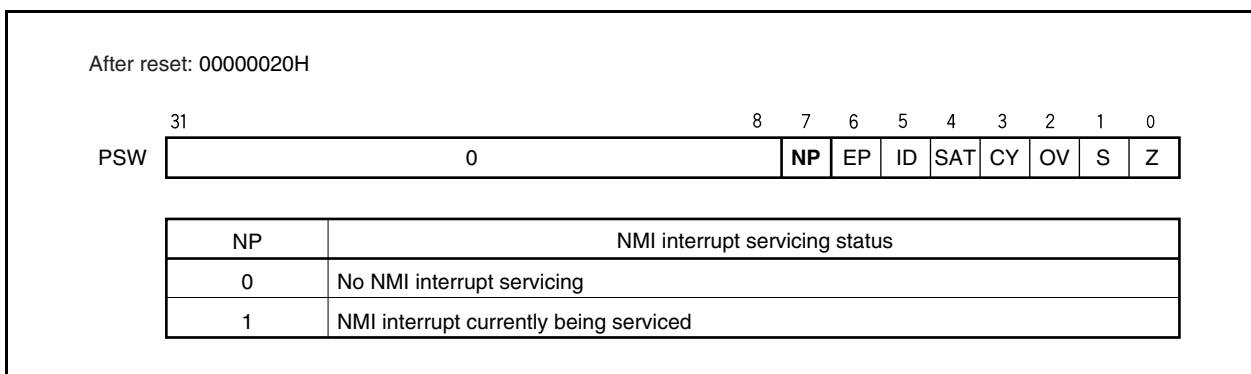 After reset: 00000020H
31 8 7 6 5 4 3 2 1 0
PSW 0 NP EP ID SAT CY OV S Z
NP NMI interrupt servicing status
0 No NMI interrupt servicing
1 NMI interrupt currently being serviced